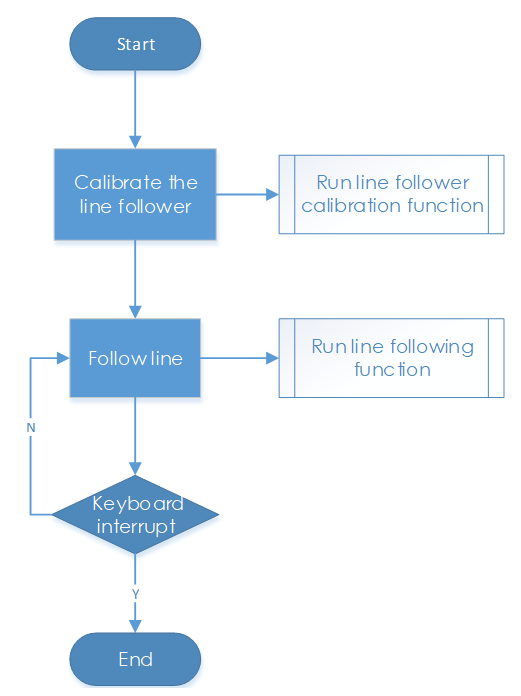 Start
Calibrate the
line follower
Run line follower
calibration function
Follow line
Run line following
function
N
Keyboard
interrupt
Y
End